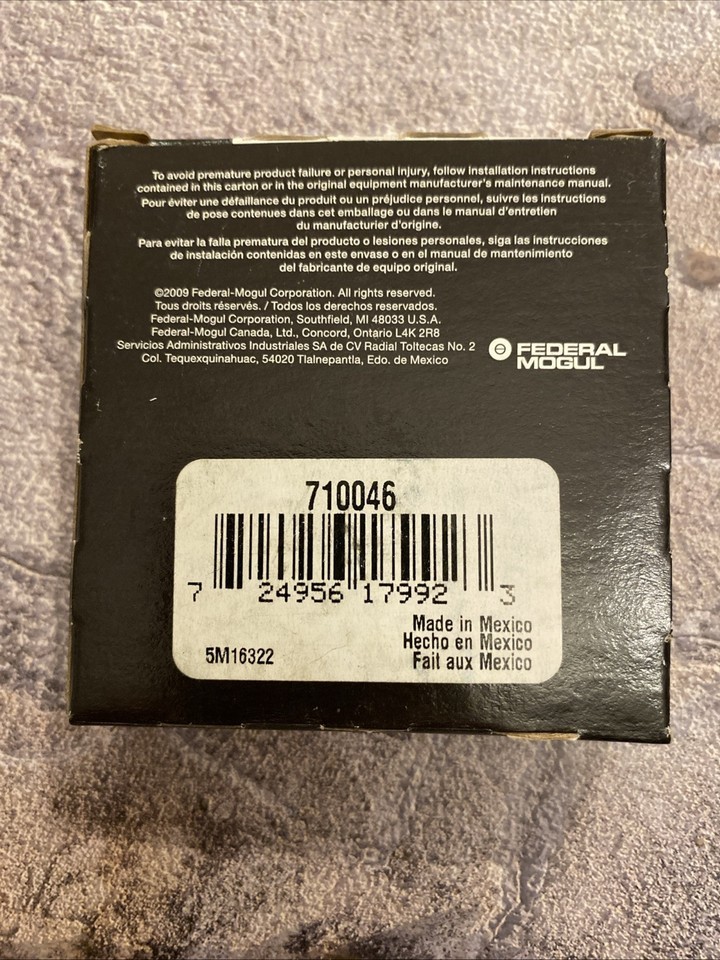 To avoid premature product failure or personal injury, follow installation instructions
contained in this carton or in the original equipment manufacturer's maintenance manual.
Pour éviter une défaillance du produit ou un préjudice personnel, suivre les instructions
de pose contenues dans cet emballage ou dans le manuel d'entretien
du manufacturier d'origine.
Para evitar la falla prematura del producto o lesiones personales, siga las instrucciones
de instalación contenidas en este envase o en el manual de mantenimiento
del fabricante de equipo original.
©2009 Federal-Mogul Corporation. All rights reserved.
Tous droits réservés. / Todos los derechos reservados.
Federal-Mogul Corporation, Southfield, MI 48033 U.S.A.
Federal-Mogul Canada, Ltd., Concord, Ontario L4K 2R8
Servicios Administrativos Industriales SA de CV Radial Toltecas No. 2
Col. Tequexquinahuac, 54020 Tlalnepantla, Edo. de Mexico
FEDERAL
MOGUL
710046
7 24956 17992 3
Made in Mexico
Hecho en Mexico
5M16322 Fait aux Mexico